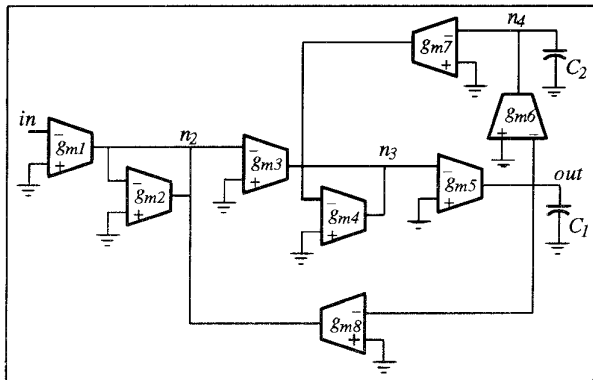 n4
gm7
−
+
C2
gm6
+
−
in
−
gm1
+
n2
−
gm3
+
n3
−
gm5
+
out
−
gm2
+
−
gm4
+
C1
gm8
−
+